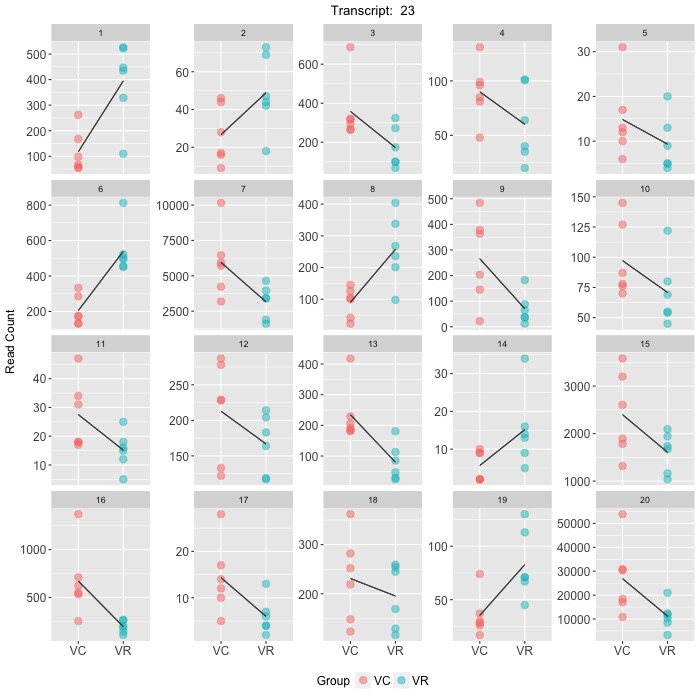 Transcript: 23
1 2 3 4 5
500 400 300 200 100
60 40 20
600 400 200
100 50
30 20 10
6 7 8 9 10
800 600 400 200
10000 7500 5000 2500
400 300 200 100
500 400 300 200 100 0
150 125 100 75 50
Read Count
11 12 13 14 15
40 30 20 10
250 200 150
400 300 200 100
30 20 10
3000 2000 1000
16 17 18 19 20
1000 500
20 10
300 200
100 50
50000 40000 30000 20000 10000
VC VR VC VR VC VR VC VR VC VR
Group VC VR